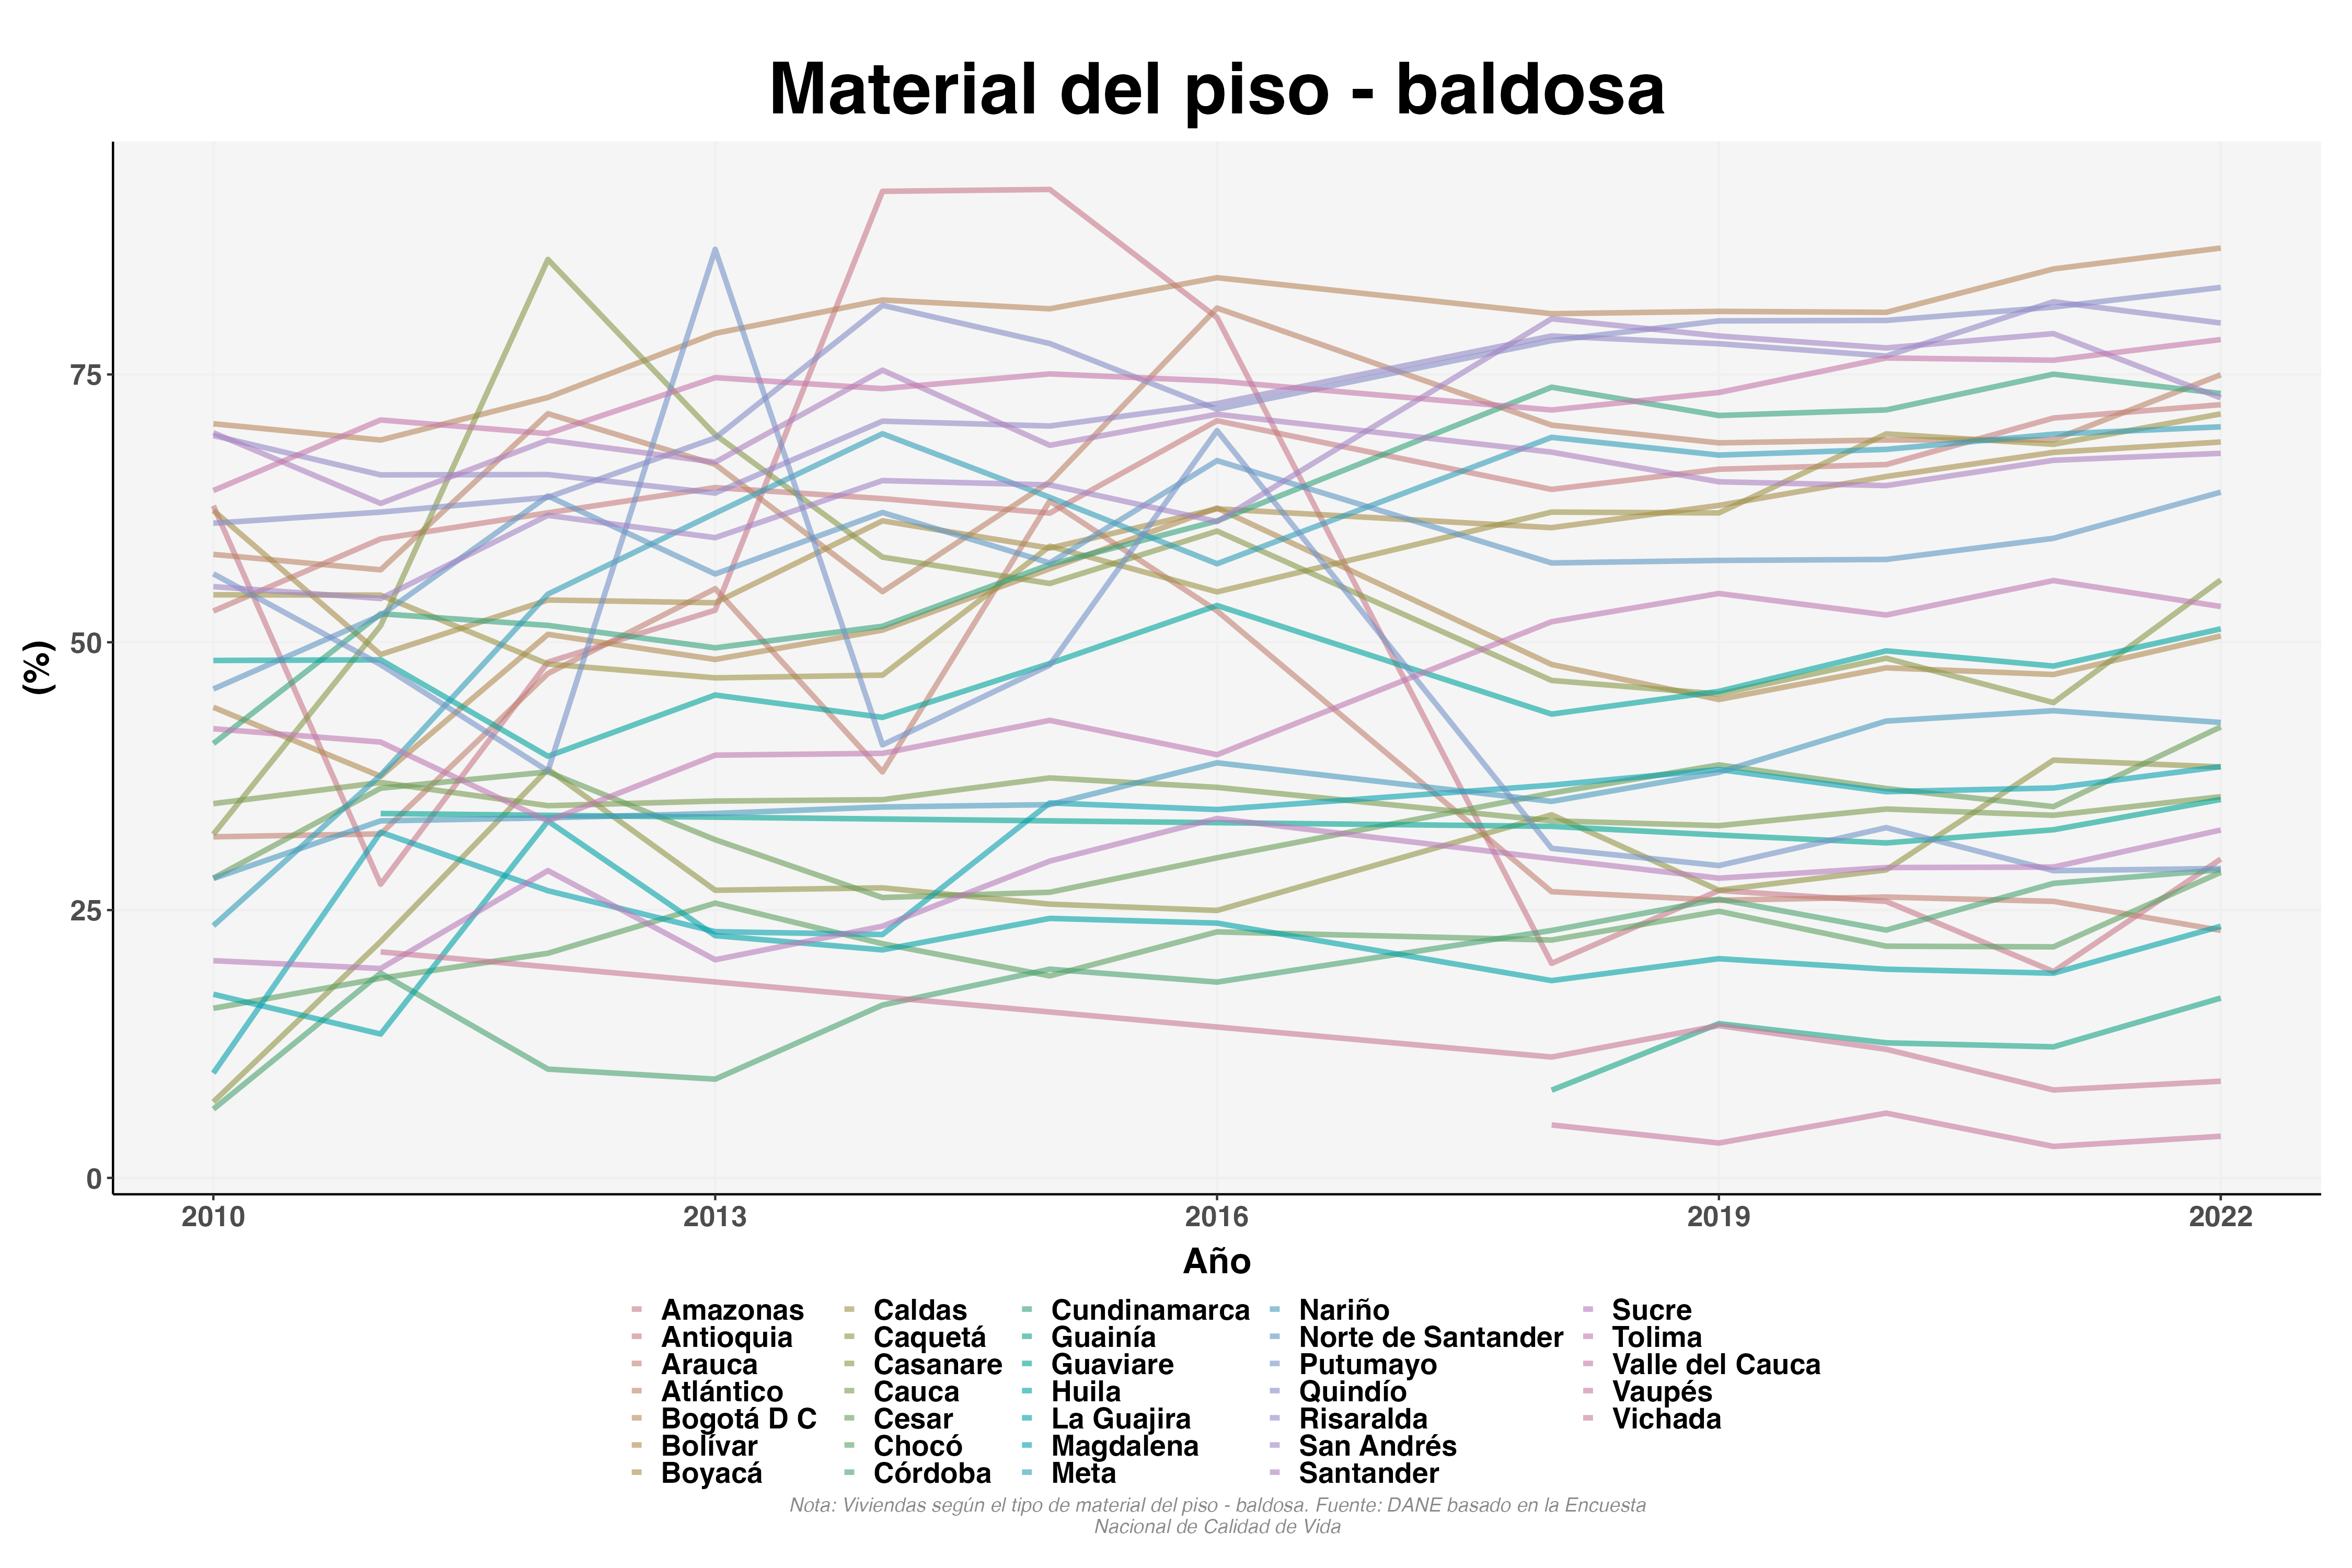 Material del piso - baldosa
(%)
75
50
25
0
2010 2013 2016 2019 2022
Año
Amazonas
Antioquia
Arauca
Atlántico
Bogotá D C
Bolívar
Boyacá
Caldas
Caquetá
Casanare
Cauca
Cesar
Chocó
Córdoba
Cundinamarca
Guainía
Guaviare
Huila
La Guajira
Magdalena
Meta
Nariño
Norte de Santander
Putumayo
Quindío
Risaralda
San Andrés
Santander
Sucre
Tolima
Valle del Cauca
Vaupés
Vichada
Nota: Viviendas según el tipo de material del piso - baldosa. Fuente: DANE basado en la Encuesta
Nacional de Calidad de Vida